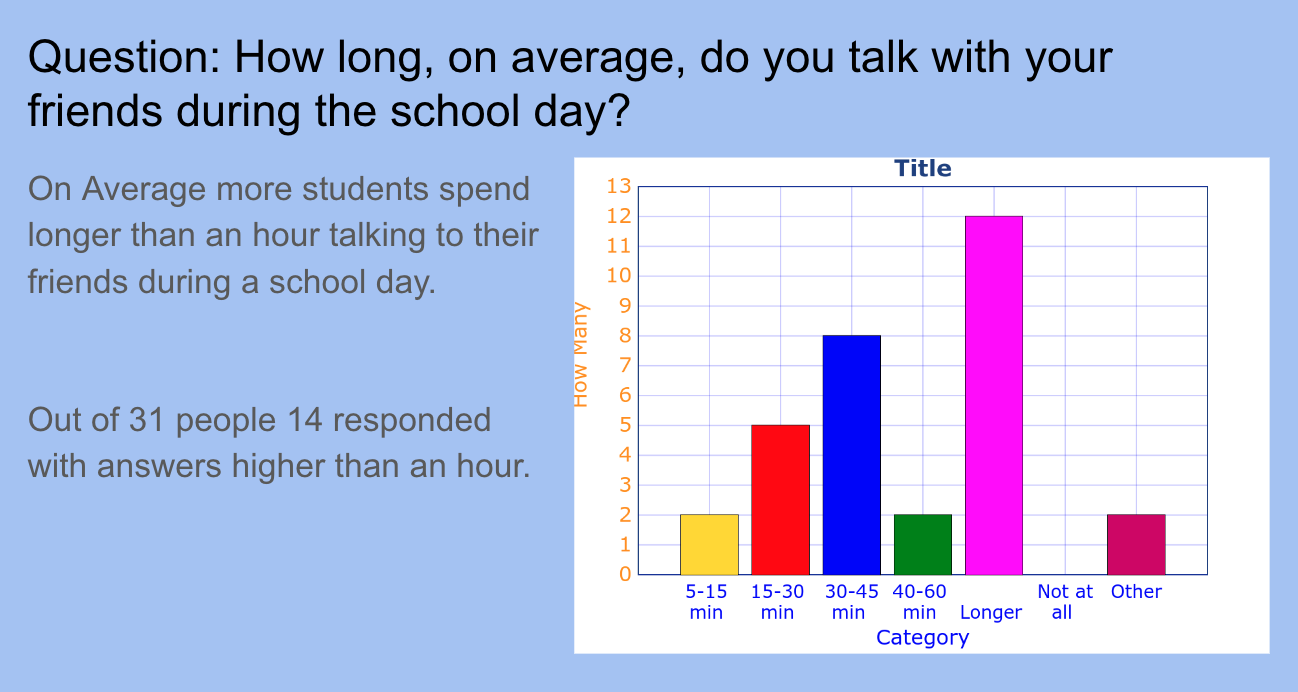 Question: How long, on average, do you talk with your
friends during the school day?
On Average more students spend
longer than an hour talking to their
friends during a school day.
Out of 31 people 14 responded
with answers higher than an hour.
Title
13
12
11
10
9
8
7
6
5
4
3
2
1
0
How Many
5-15 15-30 30-45 40-60 Not at Other
min min min min Longer all
Category